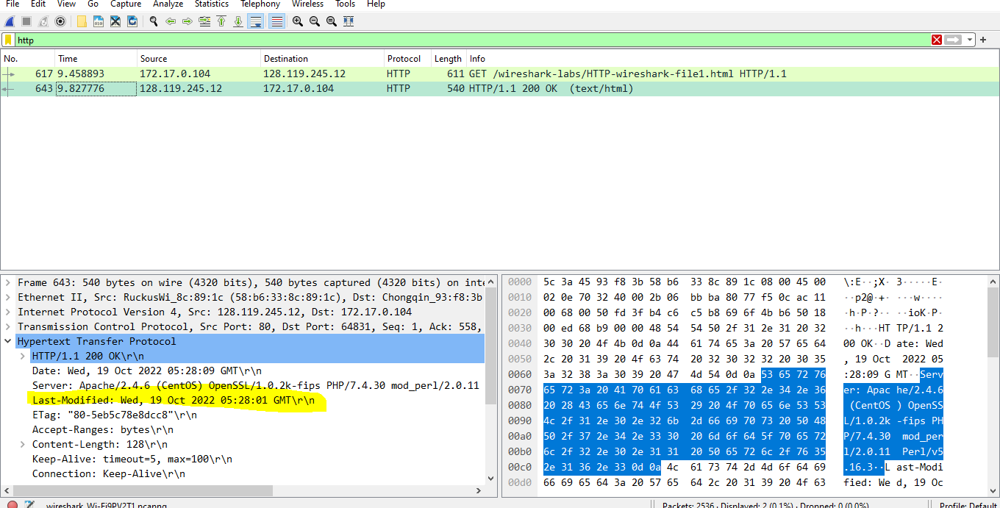 File Edit View Go Capture Analyze Statistics Telephony Wireless Tools Help
http
No. Time Source Destination Protocol Length Info
617 9.458893 172.17.0.104 128.119.245.12 HTTP 611 GET /wireshark-labs/HTTP-wireshark-file1.html HTTP/1.1
643 9.827776 128.119.245.12 172.17.0.104 HTTP 540 HTTP/1.1 200 OK (text/html)
Frame 643: 540 bytes on wire (4320 bits), 540 bytes captured (4320 bits) on inte
Ethernet II, Src: RuckusWi_8c:89:1c (58:b6:33:8c:89:1c), Dst: Chongqin_93:f8:3b
Internet Protocol Version 4, Src: 128.119.245.12, Dst: 172.17.0.104
Transmission Control Protocol, Src Port: 80, Dst Port: 64831, Seq: 1, Ack: 558,
Hypertext Transfer Protocol
HTTP/1.1 200 OK\r\n
Date: Wed, 19 Oct 2022 05:28:09 GMT\r\n
Server: Apache/2.4.6 (CentOS) OpenSSL/1.0.2k-fips PHP/7.4.30 mod_perl/2.0.11
Last-Modified: Wed, 19 Oct 2022 05:28:01 GMT\r\n
ETag: "80-5eb5c78e8dcc8"\r\n
Accept-Ranges: bytes\r\n
Content-Length: 128\r\n
Keep-Alive: timeout=5, max=100\r\n
Connection: Keep-Alive\r\n
0000 5c 3a 45 93 f8 3b 58 b6 33 8c 89 1c 08 00 45 00 \:E··;X· 3·····E·
0010 02 0e 70 32 40 00 2b 06 bb ba 80 77 f5 0c ac 11 ··p2@·+· ···w····
0020 00 68 00 50 fd 3f b4 c6 c5 b8 69 6f 4b b6 50 18 ·h·P·?·· ··ioK·P·
0030 00 ed 68 b9 00 00 48 54 54 50 2f 31 2e 31 20 32 ··h···HT TP/1.1 2
0040 30 30 20 4f 4b 0d 0a 44 61 74 65 3a 20 57 65 64 00 OK··D ate: Wed
0050 2c 20 31 39 20 4f 63 74 20 32 30 32 32 20 30 35 , 19 Oct 2022 05
0060 3a 32 38 3a 30 39 20 47 4d 54 0d 0a 53 65 72 76 :28:09 G MT··Serv
0070 65 72 3a 20 41 70 61 63 68 65 2f 32 2e 34 2e 36 er: Apac he/2.4.6
0080 20 28 43 65 6e 74 4f 53 29 20 4f 70 65 6e 53 53 (CentOS ) OpenSS
0090 4c 2f 31 2e 30 2e 32 6b 2d 66 69 70 73 20 50 48 L/1.0.2k -fips PH
00a0 50 2f 37 2e 34 2e 33 30 20 6d 6f 64 5f 70 65 72 P/7.4.30 mod_per
00b0 6c 2f 32 2e 30 2e 31 31 20 50 65 72 6c 2f 76 35 l/2.0.11 Perl/v5
00c0 2e 31 36 2e 33 0d 0a 4c 61 73 74 2d 4d 6f 64 69 .16.3··L ast-Modi
00d0 66 69 65 64 3a 20 57 65 64 2c 20 31 39 20 4f 63 fied: We d, 19 Oc
wireshark_Wi-Fi9PV2T1.pcapng Packets: 2536 · Displayed: 2 (0.1%) · Dropped: 0 (0.0%) Profile: Default